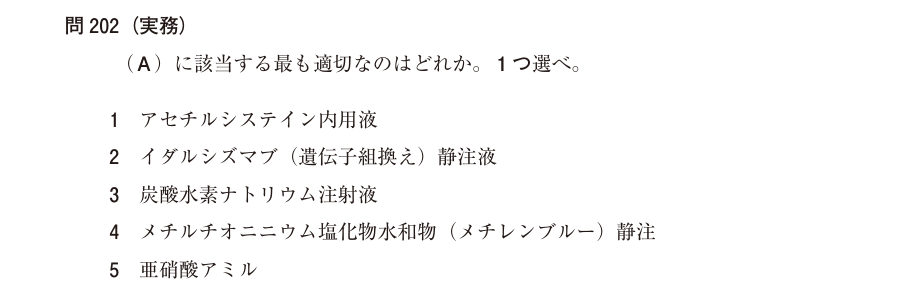 問 202（実務）
（A）に該当する最も適切なのはどれか。1つ選べ。
1 アセチルシステイン内用液
2 イダルシズマブ（遺伝子組換え）静注液
3 炭酸水素ナトリウム注射液
4 メチルチオニニウム塩化物水和物（メチレンブルー）静注
5 亜硝酸アミル